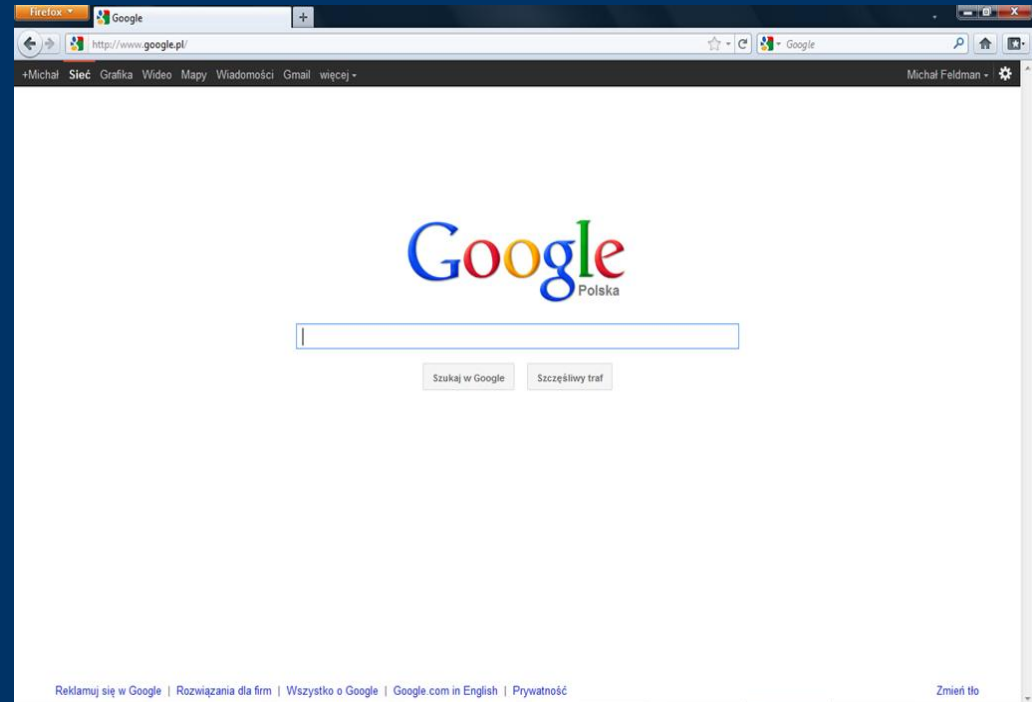 Firefox
Google
http://www.google.pl/
Google
+Michał Sieć Grafika Wideo Mapy Wiadomości Gmail więcej
Michał Feldman
Google
Polska
Szukaj w Google
Szczęśliwy traf
Reklamuj się w Google | Rozwiązania dla firm | Wszystko o Google | Google.com in English | Prywatność
Zmień tło